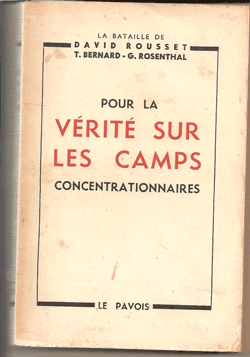 LA BATAILLE DE
DAVID ROUSSET
T. BERNARD - G. ROSENTHAL
POUR LA
VÉRITÉ SUR
LES CAMPS
CONCENTRATIONNAIRES
LE PAVOIS